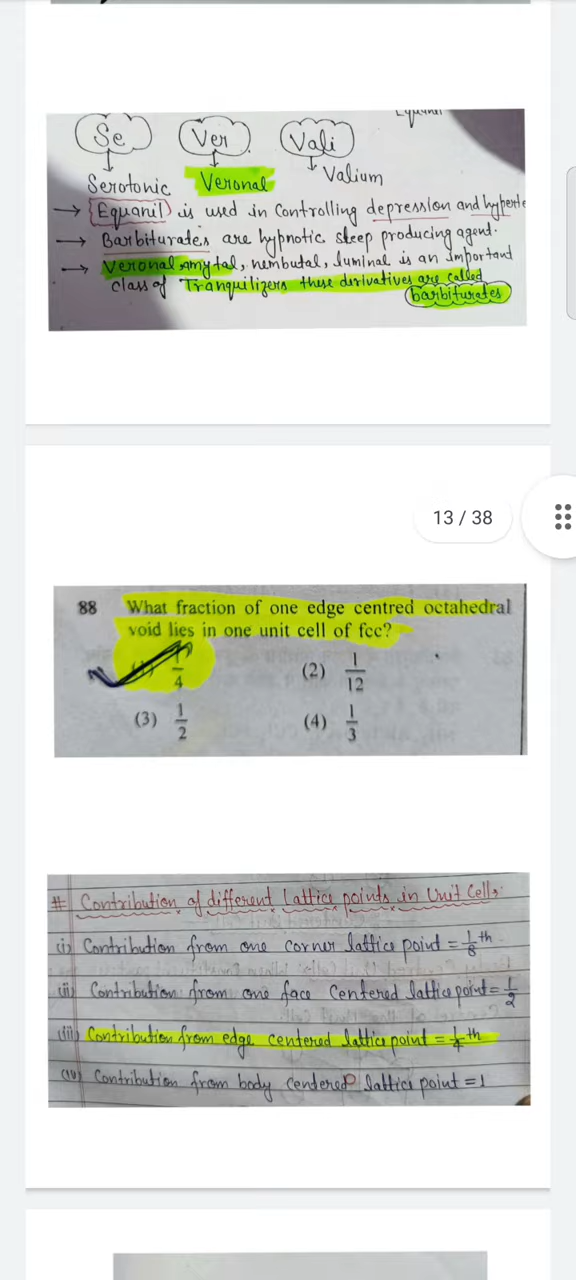 Se Ver Vali
Serotonic Veronal Valium
→ Equanil is used in controlling depression and hyperte
→ Barbiturates are hypnotic sleep producing agent.
→ Veronal, amytal, nembutal, luminal is an important
class of Tranquilizers these derivatives are called
barbiturates
13 / 38
88 What fraction of one edge centred octahedral
void lies in one unit cell of fcc?
1/4 (2) 1/12
(3) 1/2 (4) 1/3
# Contribution of different Lattice points in Unit Cells.
(i) Contribution from one corner lattice point = 1/8 th.
(ii) Contribution from one face Centered lattice point = 1/2
(iii) Contribution from edge centered lattice point = 1/4 th
(iv) Contribution from body centered lattice point = 1